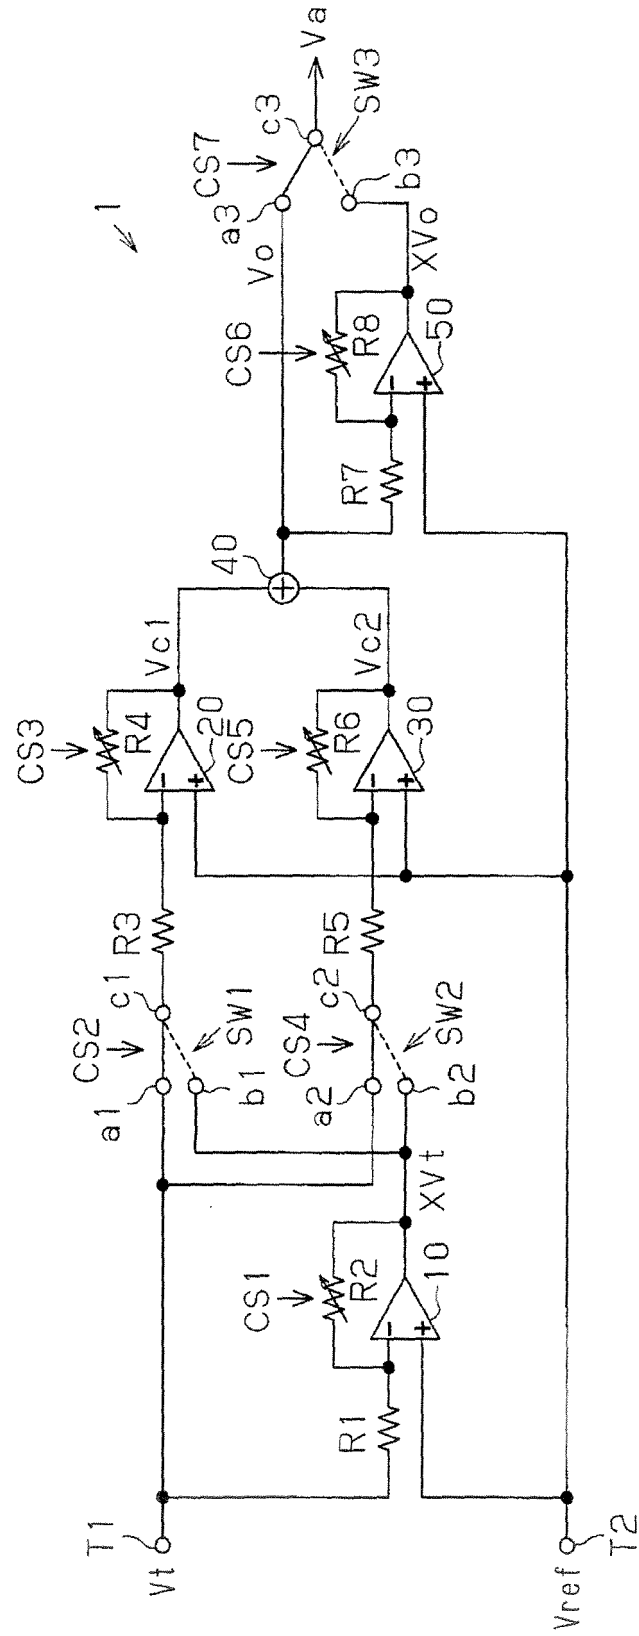 1
T1
Vt
T2
Vref
R1
CS1
R2
10
XVt
a1
CS2
c1
SW1
b1
a2
CS4
c2
SW2
b2
R3
CS3
R4
20
Vc1
R5
CS5
R6
30
Vc2
40
Vo
R7
CS6
R8
50
XVo
a3
CS7
c3
SW3
b3
Va